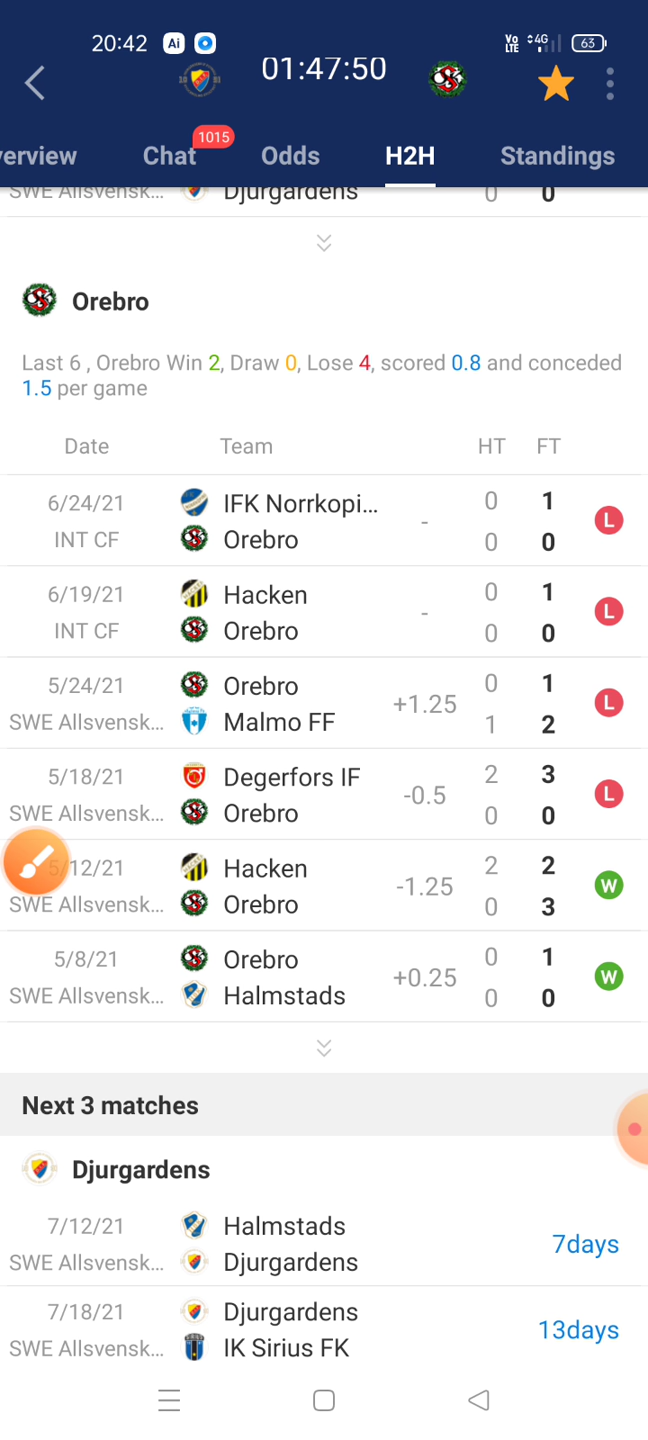 20:42 Ai Vo LTE 4G 63
01:47:50
verview Chat 1015 Odds H2H Standings
SWE Allsvensk... Djurgardens 0 0
Orebro
Last 6 , Orebro Win 2, Draw 0, Lose 4, scored 0.8 and conceded
1.5 per game
Date Team HT FT
6/24/21 IFK Norrkopi... 0 1
INT CF Orebro - 0 0 L
6/19/21 Hacken 0 1
INT CF Orebro - 0 0 L
5/24/21 Orebro 0 1
SWE Allsvensk... Malmo FF +1.25 1 2 L
5/18/21 Degerfors IF 2 3
SWE Allsvensk... Orebro -0.5 0 0 L
5/12/21 Hacken 2 2
SWE Allsvensk... Orebro -1.25 0 3 W
5/8/21 Orebro 0 1
SWE Allsvensk... Halmstads +0.25 0 0 W
Next 3 matches
Djurgardens
7/12/21 Halmstads
SWE Allsvensk... Djurgardens 7days
7/18/21 Djurgardens
SWE Allsvensk... IK Sirius FK 13days